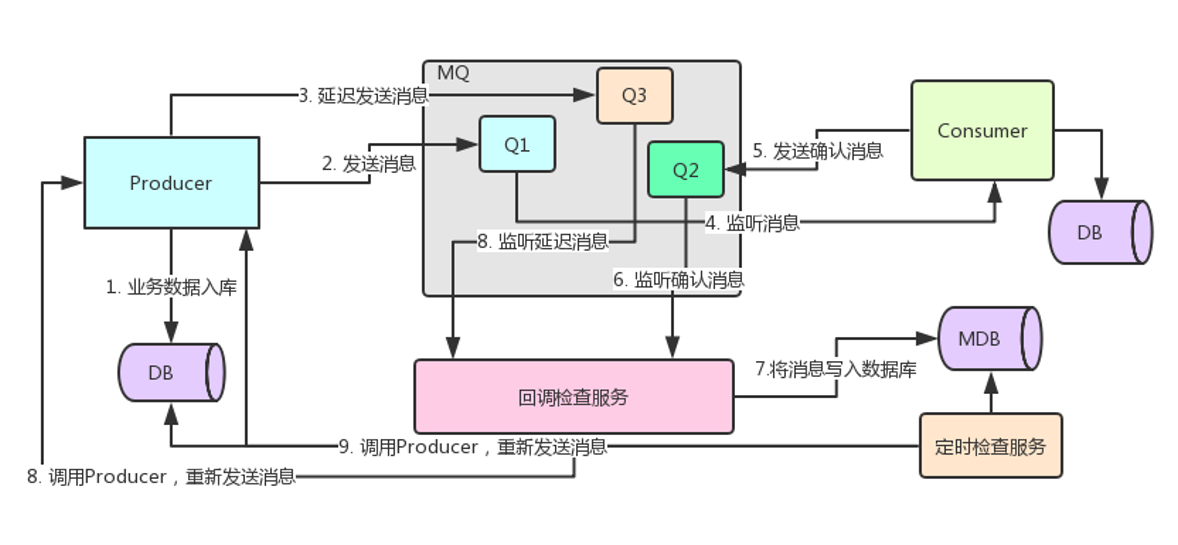 MQ
3. 延迟发送消息
Q3
Q1
Consumer
2. 发送消息
5. 发送确认消息
Q2
Producer
4. 监听消息
DB
8. 监听延迟消息
6. 监听确认消息
1. 业务数据入库
MDB
DB
7.将消息写入数据库
回调检查服务
9. 调用Producer，重新发送消息
定时检查服务
8. 调用Producer，重新发送消息